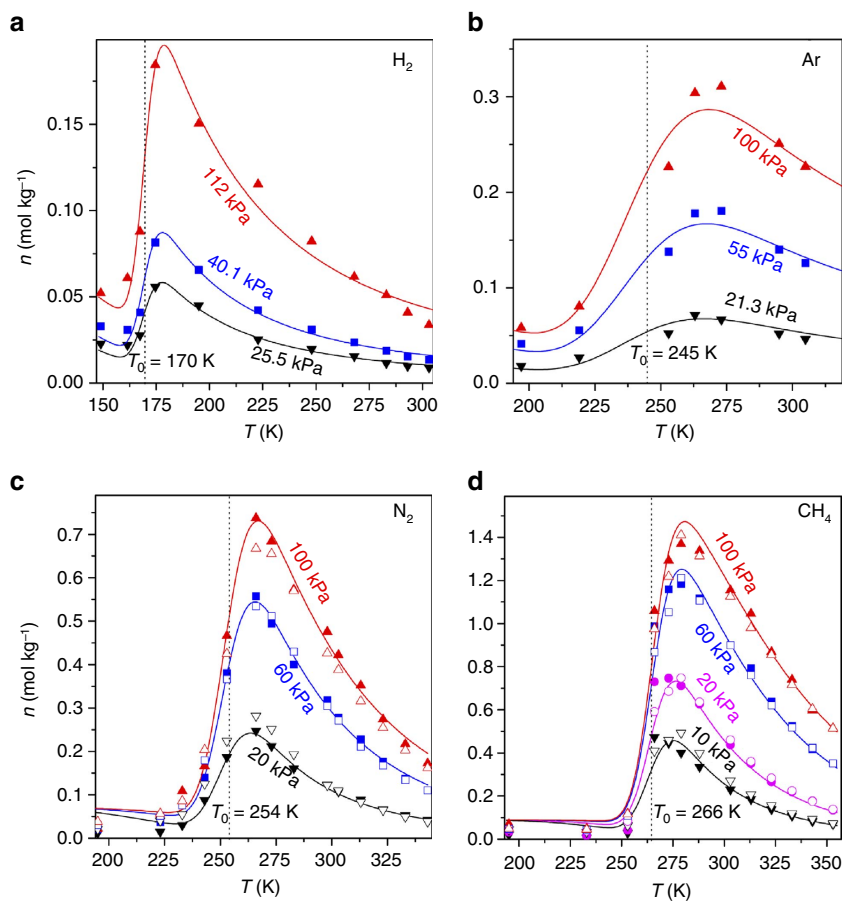 a
H₂
n (mol kg⁻¹)
0.15
0.10
0.05
0.00
112 kPa
40.1 kPa
25.5 kPa
T₀ = 170 K
150 175 200 225 250 275 300
T (K)
b
Ar
0.3
0.2
0.1
0.0
100 kPa
55 kPa
21.3 kPa
T₀ = 245 K
200 225 250 275 300
T (K)
c
N₂
n (mol kg⁻¹)
0.7
0.6
0.5
0.4
0.3
0.2
0.1
0.0
100 kPa
60 kPa
20 kPa
T₀ = 254 K
200 225 250 275 300 325
T (K)
d
CH₄
1.4
1.2
1.0
0.8
0.6
0.4
0.2
0.0
100 kPa
60 kPa
20 kPa
10 kPa
T₀ = 266 K
200 225 250 275 300 325 350
T (K)